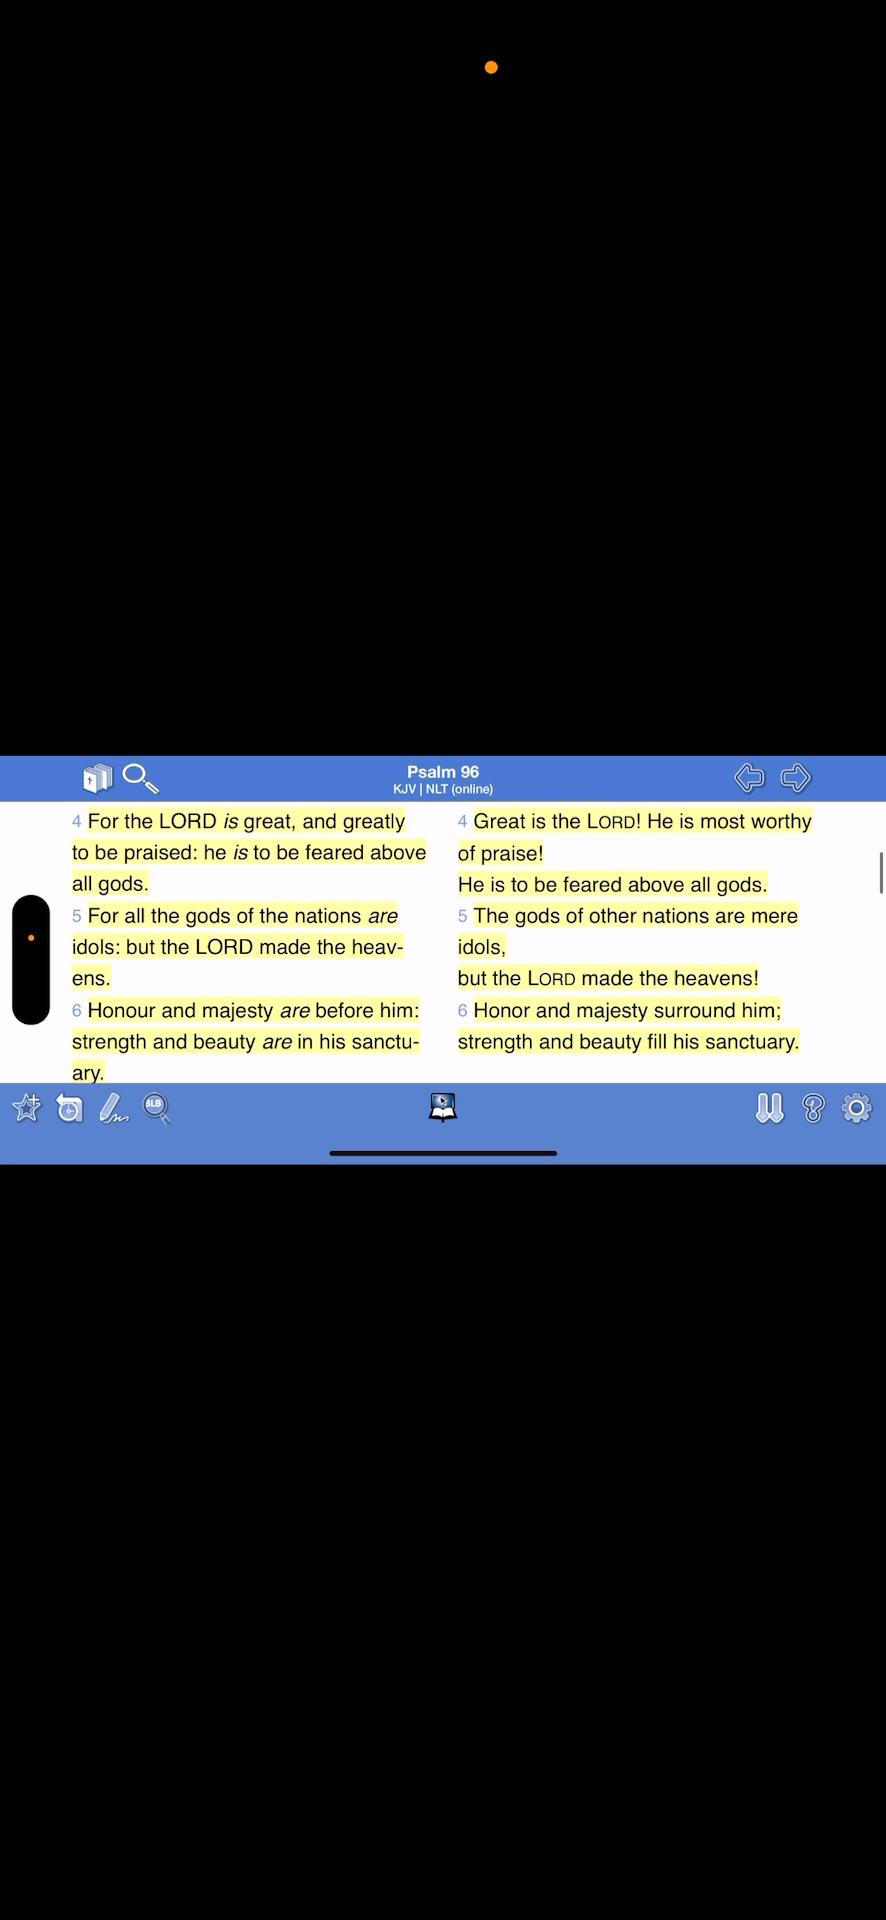 Psalm 96
KJV | NLT (online)
4 For the LORD is great, and greatly
to be praised: he is to be feared above
all gods.
5 For all the gods of the nations are
idols: but the LORD made the heav-
ens.
6 Honour and majesty are before him:
strength and beauty are in his sanctu-
ary.
4 Great is the LORD! He is most worthy
of praise!
He is to be feared above all gods.
5 The gods of other nations are mere
idols,
but the LORD made the heavens!
6 Honor and majesty surround him;
strength and beauty fill his sanctuary.
BLB